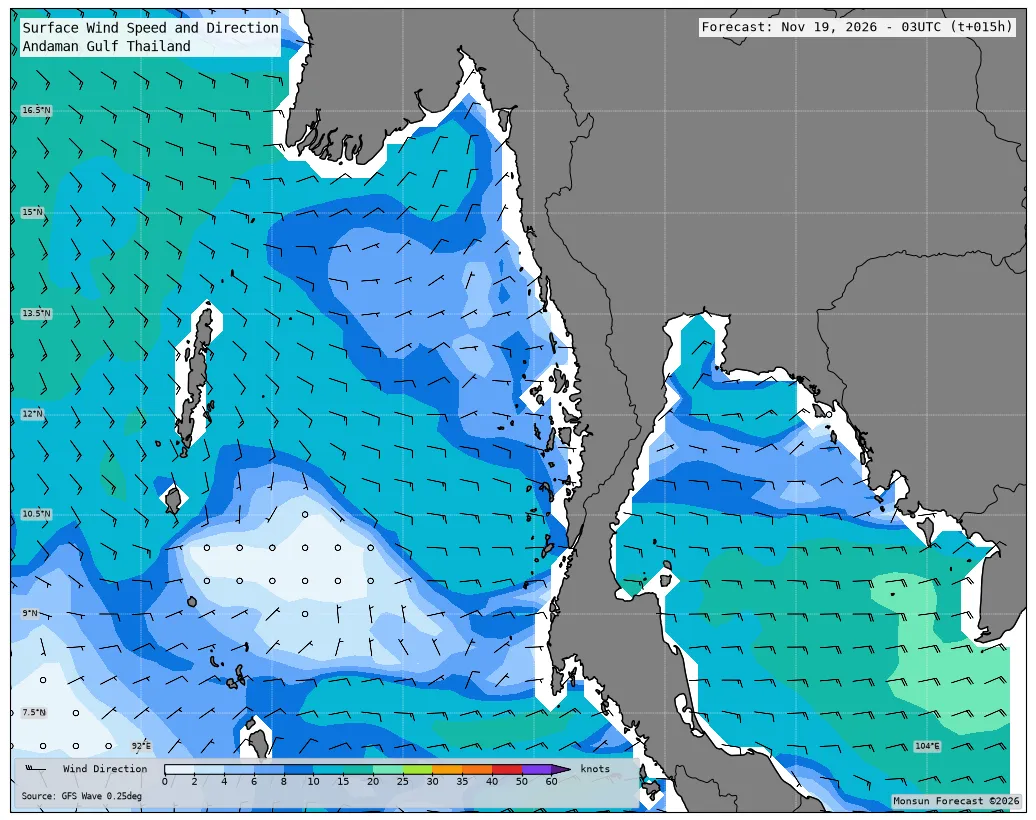 Surface Wind Speed and Direction
Andaman Gulf Thailand
Forecast: Nov 19, 2026 - 03UTC (t+015h)
16.5°N
15°N
13.5°N
12°N
10.5°N
9°N
7.5°N
92°E
104°E
Wind Direction
knots
0 2 4 6 8 10 15 20 25 30 35 40 50 60
Source: GFS Wave 0.25deg
Monsun Forecast ©2026